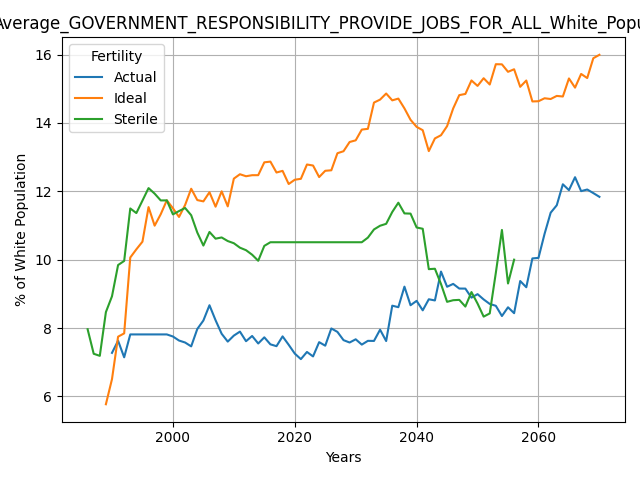 Average_GOVERNMENT_RESPONSIBILITY_PROVIDE_JOBS_FOR_ALL_White_Popu
Fertility
Actual
Ideal
Sterile
16
14
12
10
8
6
% of White Population
2000
2020
2040
2060
Years